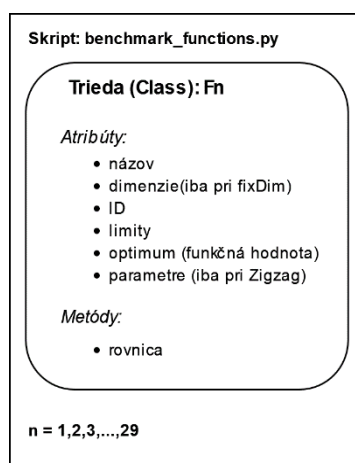 Skript: benchmark_functions.py
Trieda (Class): Fn
Atribúty:
• názov
• dimenzie(iba pri fixDim)
• ID
• limity
• optimum (funkčná hodnota)
• parametre (iba pri Zigzag)
Metódy:
• rovnica
n = 1,2,3,...,29